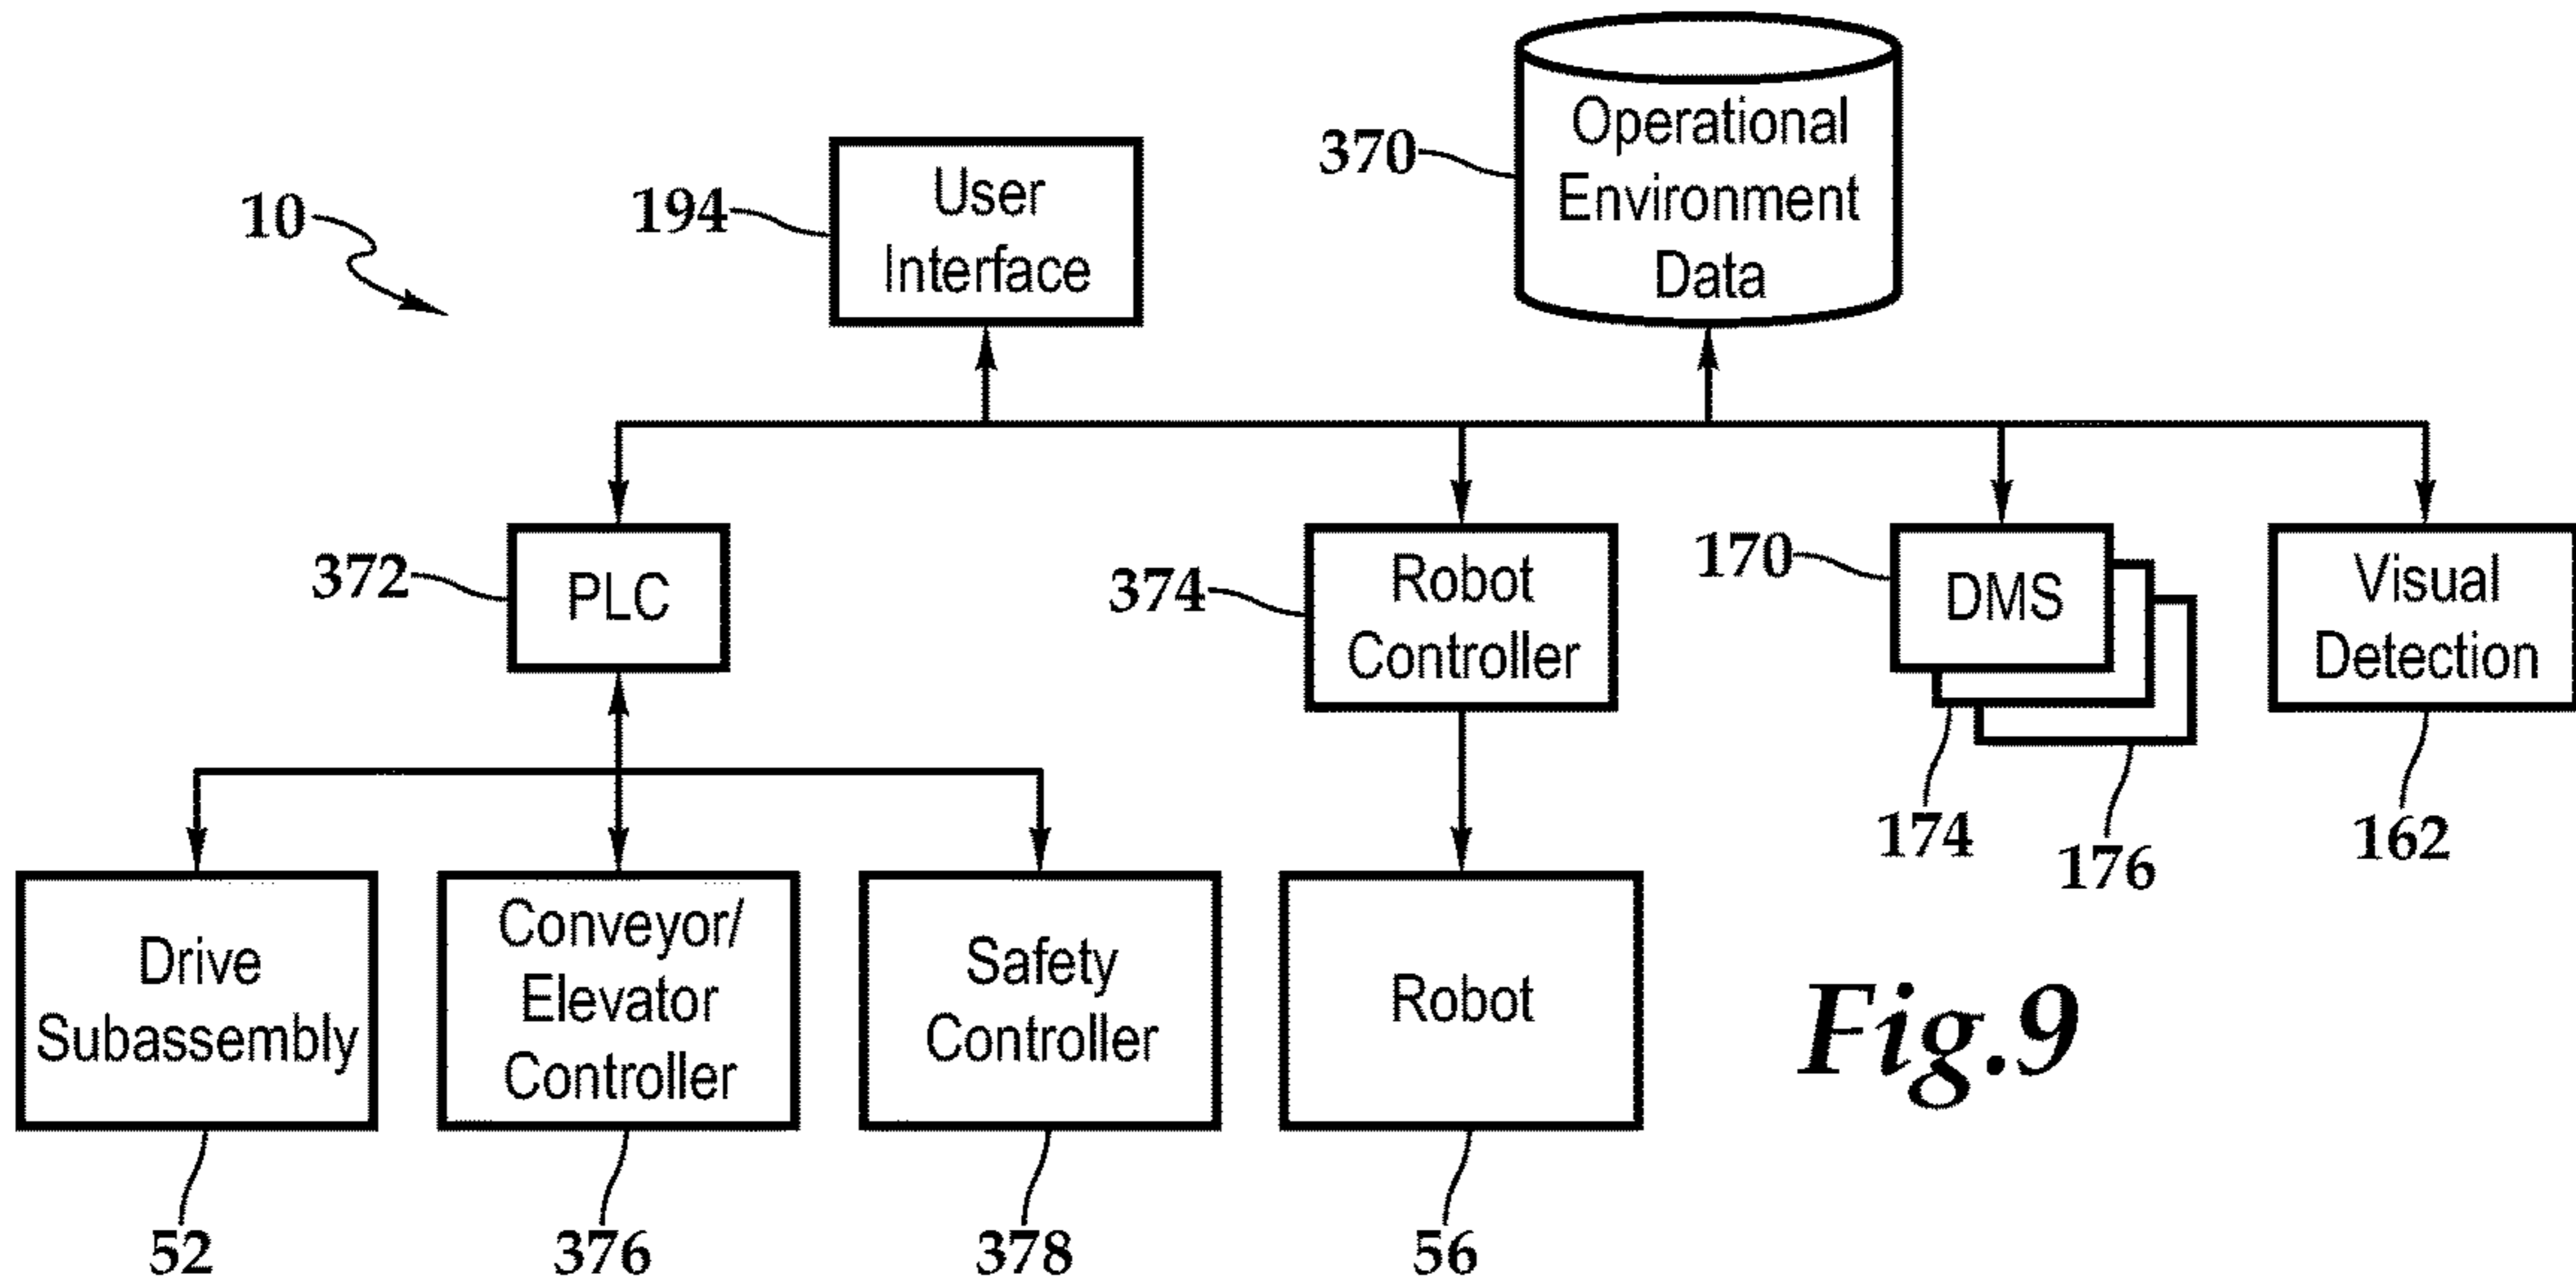 10
194
User
Interface
370
Operational
Environment
Data
372
PLC
374
Robot
Controller
170
DMS
174
176
Visual
Detection
162
Drive
Subassembly
52
Conveyor/
Elevator
Controller
376
Safety
Controller
378
Robot
56
Fig.9